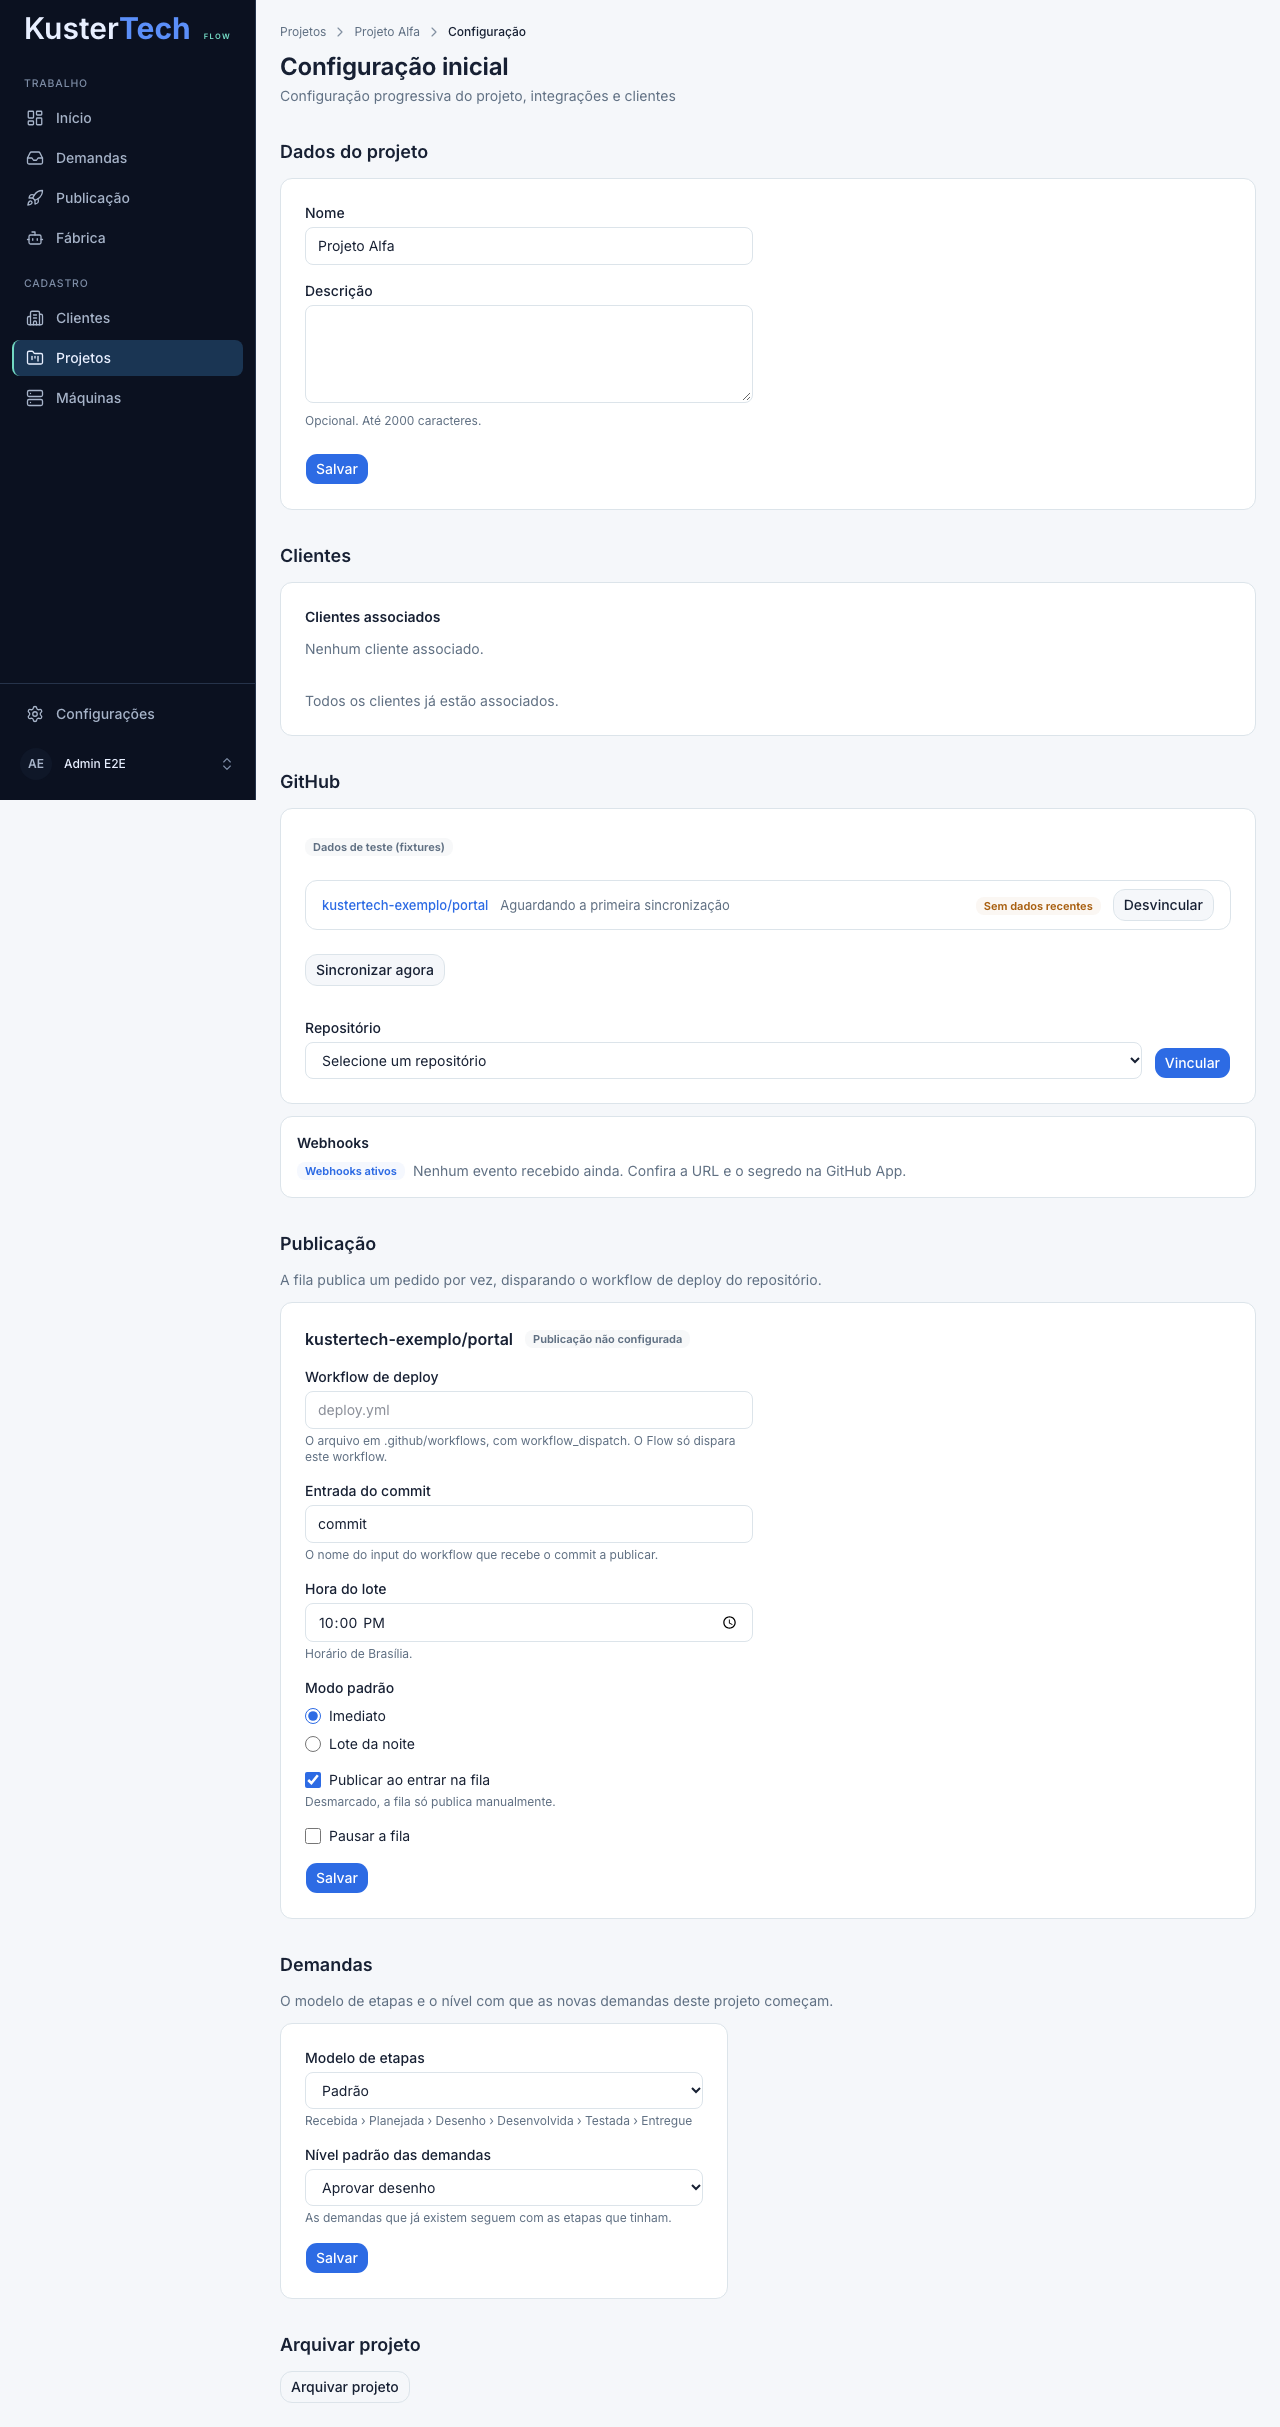 KusterTech FLOW
TRABALHO
Início
Demandas
Publicação
Fábrica
CADASTRO
Clientes
Projetos
Máquinas
Configurações
AE Admin E2E
Projetos > Projeto Alfa > Configuração
Configuração inicial
Configuração progressiva do projeto, integrações e clientes
Dados do projeto
Nome
Projeto Alfa
Descrição
Opcional. Até 2000 caracteres.
Salvar
Clientes
Clientes associados
Nenhum cliente associado.
Todos os clientes já estão associados.
GitHub
Dados de teste (fixtures)
kustertech-exemplo/portal Aguardando a primeira sincronização Sem dados recentes Desvincular
Sincronizar agora
Repositório
Selecione um repositório Vincular
Webhooks
Webhooks ativos Nenhum evento recebido ainda. Confira a URL e o segredo na GitHub App.
Publicação
A fila publica um pedido por vez, disparando o workflow de deploy do repositório.
kustertech-exemplo/portal Publicação não configurada
Workflow de deploy
deploy.yml
O arquivo em .github/workflows, com workflow_dispatch. O Flow só dispara
este workflow.
Entrada do commit
commit
O nome do input do workflow que recebe o commit a publicar.
Hora do lote
10:00 PM
Horário de Brasília.
Modo padrão
Imediato
Lote da noite
Publicar ao entrar na fila
Desmarcado, a fila só publica manualmente.
Pausar a fila
Salvar
Demandas
O modelo de etapas e o nível com que as novas demandas deste projeto começam.
Modelo de etapas
Padrão
Recebida › Planejada › Desenho › Desenvolvida › Testada › Entregue
Nível padrão das demandas
Aprovar desenho
As demandas que já existem seguem com as etapas que tinham.
Salvar
Arquivar projeto
Arquivar projeto